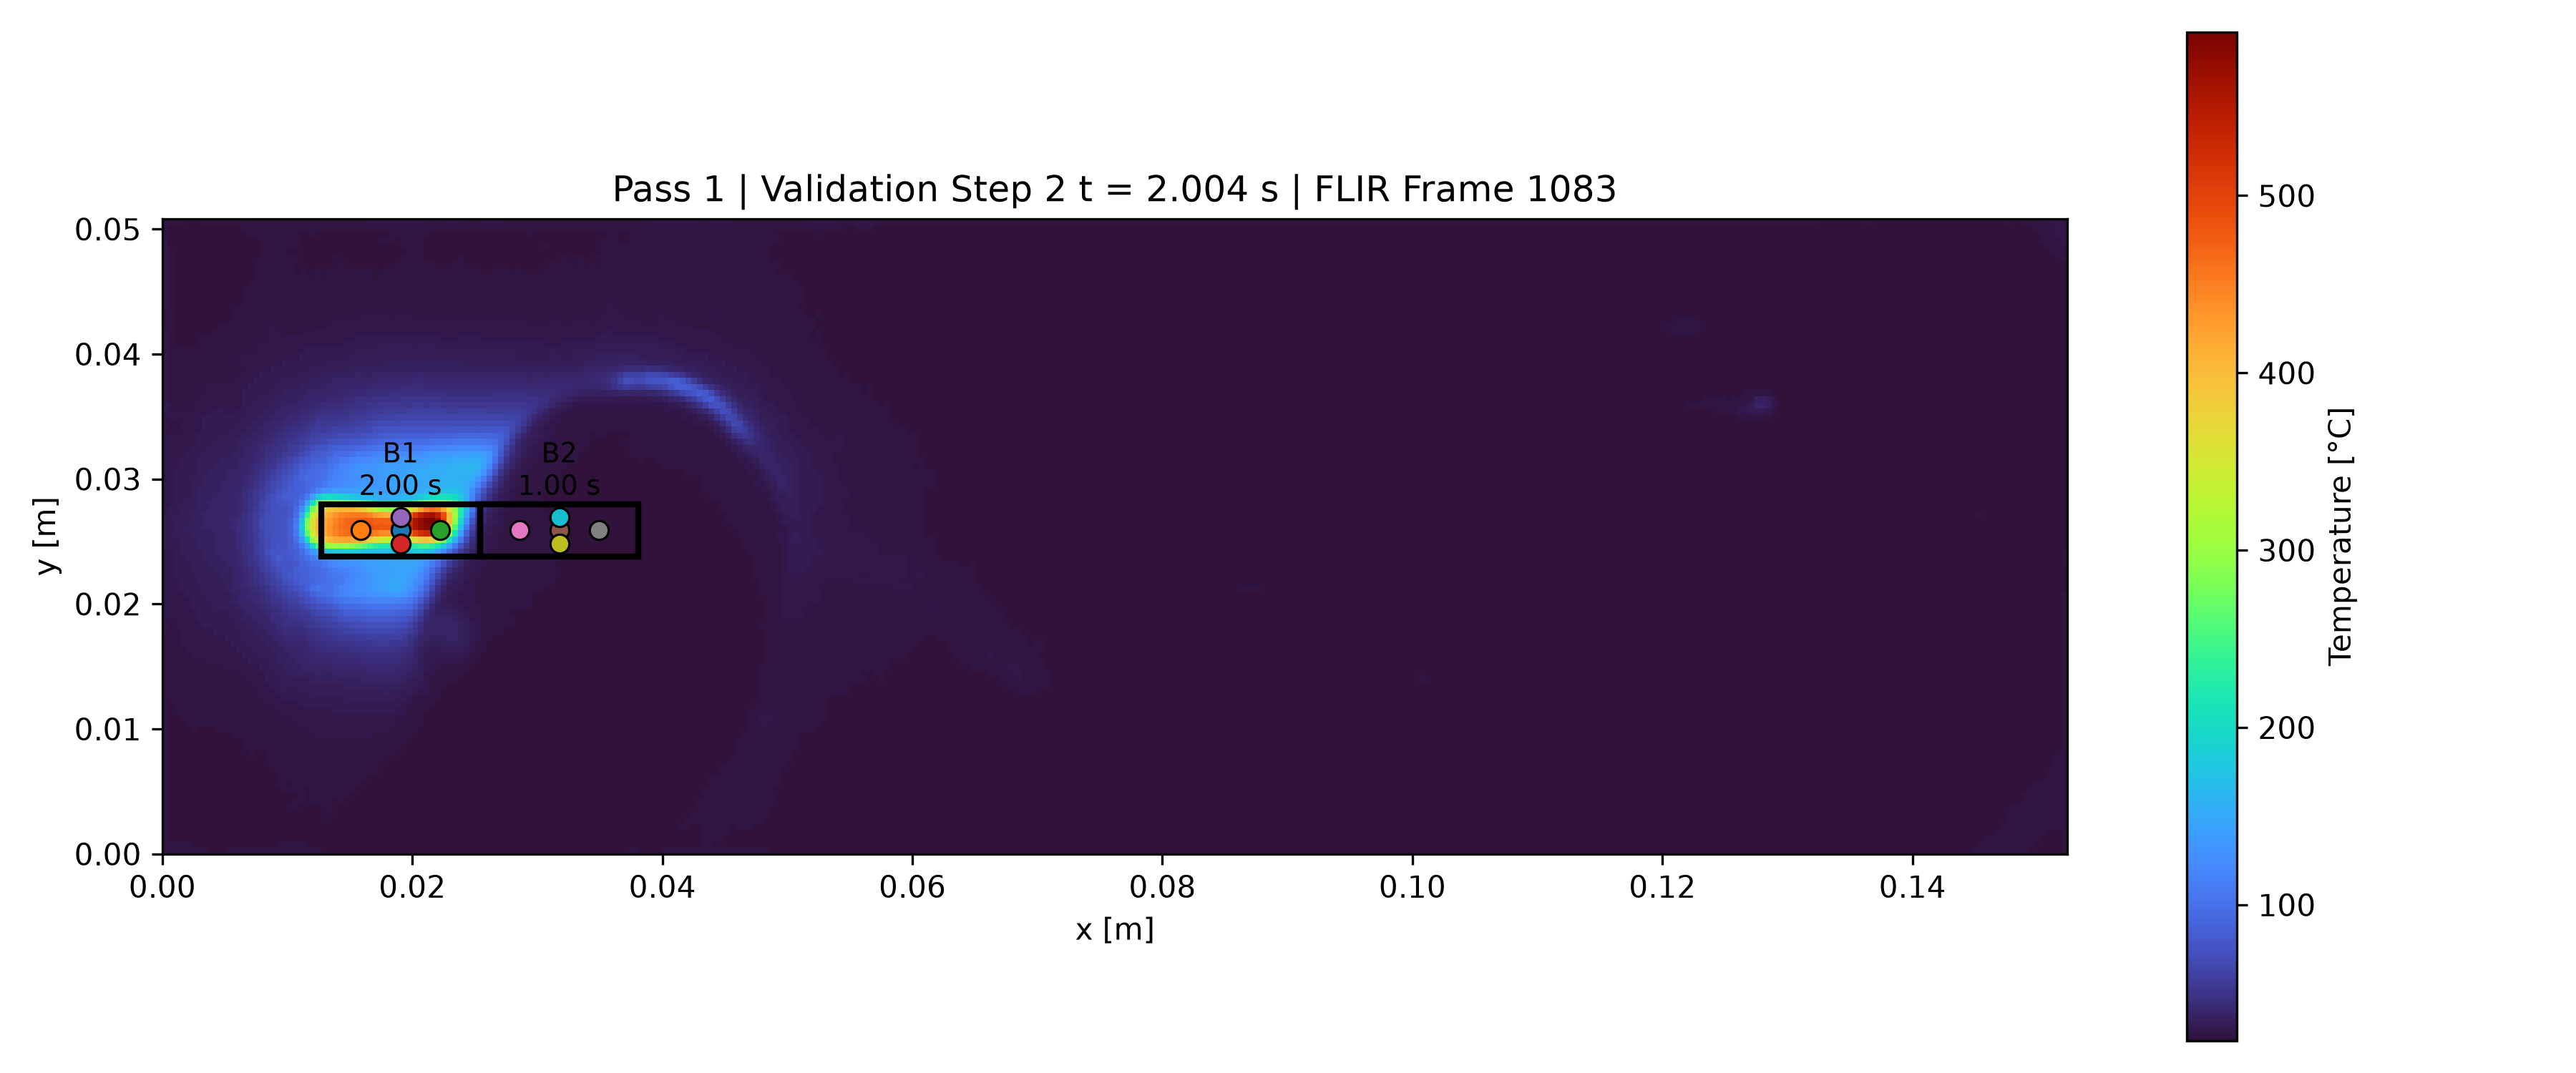 Pass 1 | Validation Step 2 t = 2.004 s | FLIR Frame 1083
0.05
0.04
0.03
0.02
0.01
0.00
y [m]
B1
2.00 s
B2
1.00 s
0.00
0.02
0.04
0.06
0.08
0.10
0.12
0.14
x [m]
500
400
300
200
100
Temperature [°C]